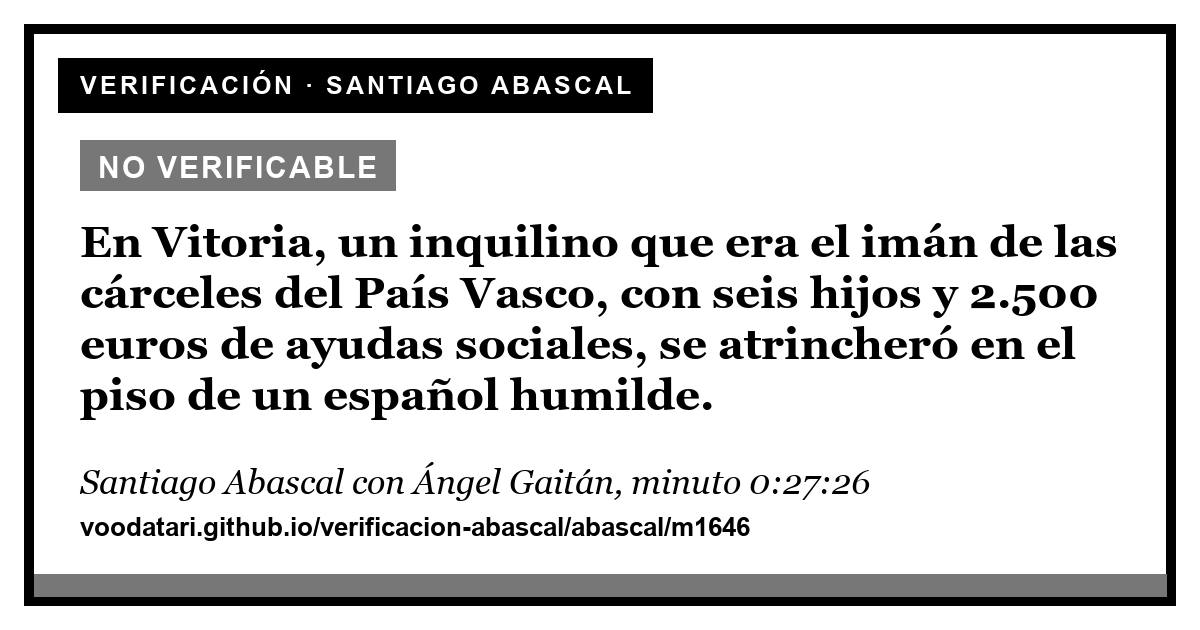 VERIFICACIÓN · SANTIAGO ABASCAL
NO VERIFICABLE
En Vitoria, un inquilino que era el imán de las
cárceles del País Vasco, con seis hijos y 2.500
euros de ayudas sociales, se atrincheró en el
piso de un español humilde.
Santiago Abascal con Ángel Gaitán, minuto 0:27:26
voodatari.github.io/verificacion-abascal/abascal/m1646